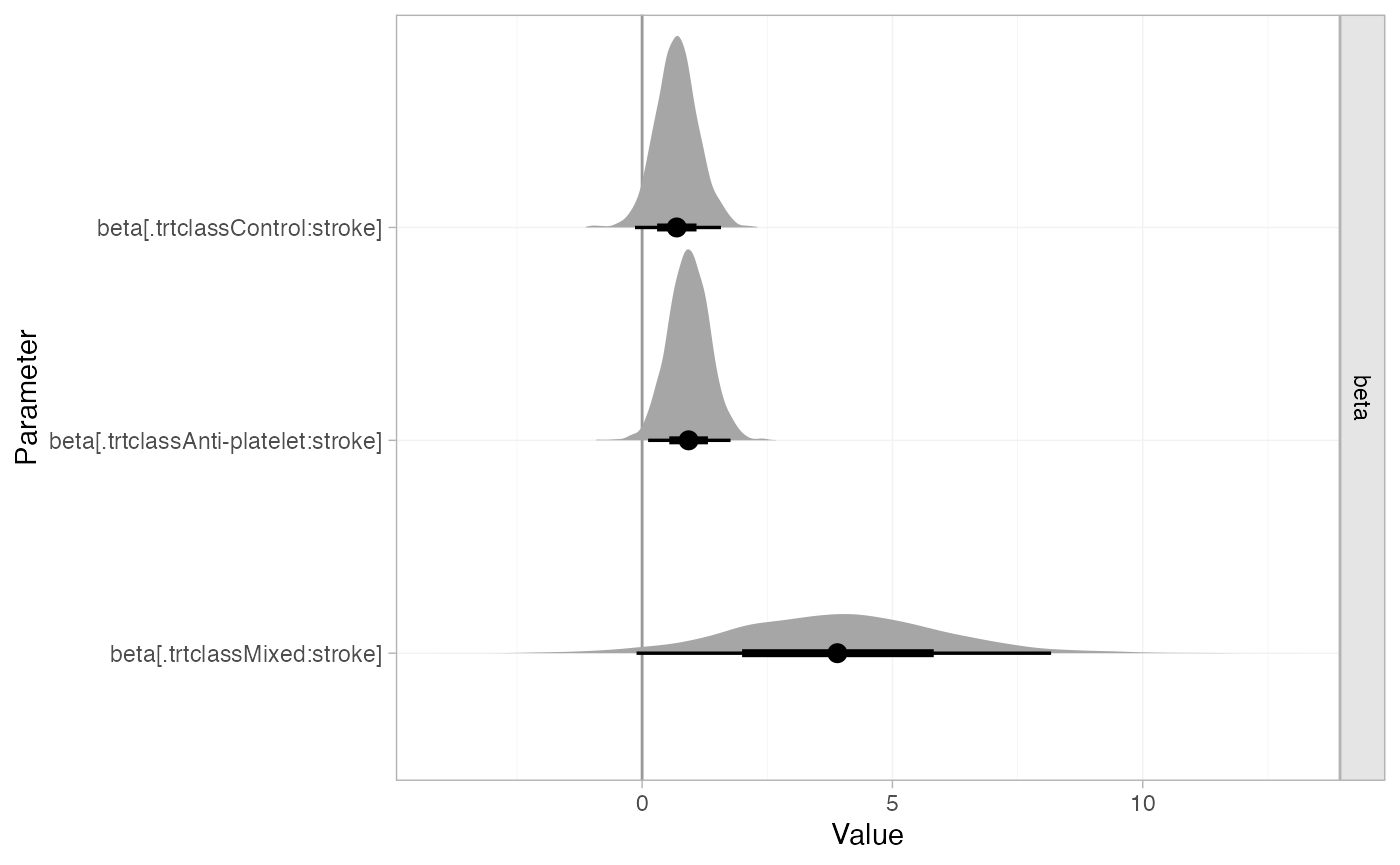 beta[.trtclassControl:stroke]
beta[.trtclassAnti-platelet:stroke]
beta[.trtclassMixed:stroke]
Parameter
beta
0 5 10
Value